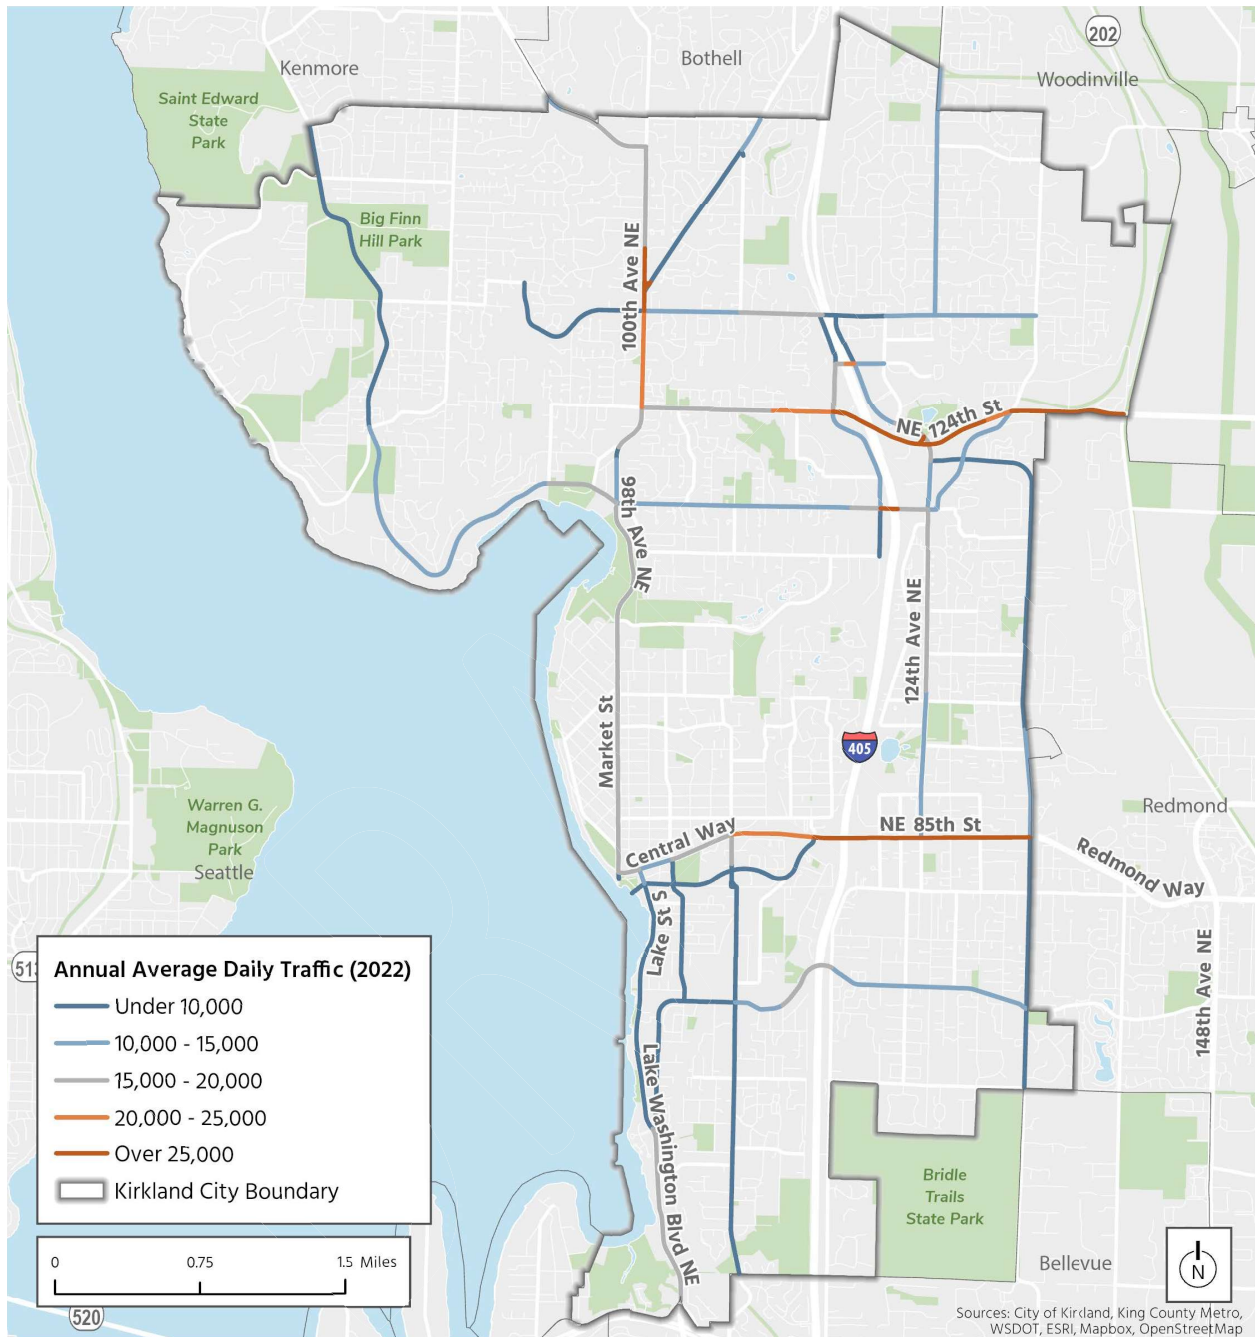 202
Bothell
Kenmore
Woodinville
Saint Edward
State
Park
Big Finn
Hill Park
100th Ave NE
NE 124th St
98th Ave NE
124th Ave NE
Market St
405
Warren G.
Magnuson
Park
Seattle
Redmond
NE 85th St
Central Way
Redmond Way
Lake St S
148th Ave NE
513
Annual Average Daily Traffic (2022)
Under 10,000
10,000 - 15,000
15,000 - 20,000
20,000 - 25,000
Over 25,000
Kirkland City Boundary
Lake Washington Blvd NE
Bridle
Trails
State Park
Bellevue
0 0.75 1.5 Miles
N
520
Sources: City of Kirkland, King County Metro,
WSDOT, ESRI, Mapbox, OpenStreetMap